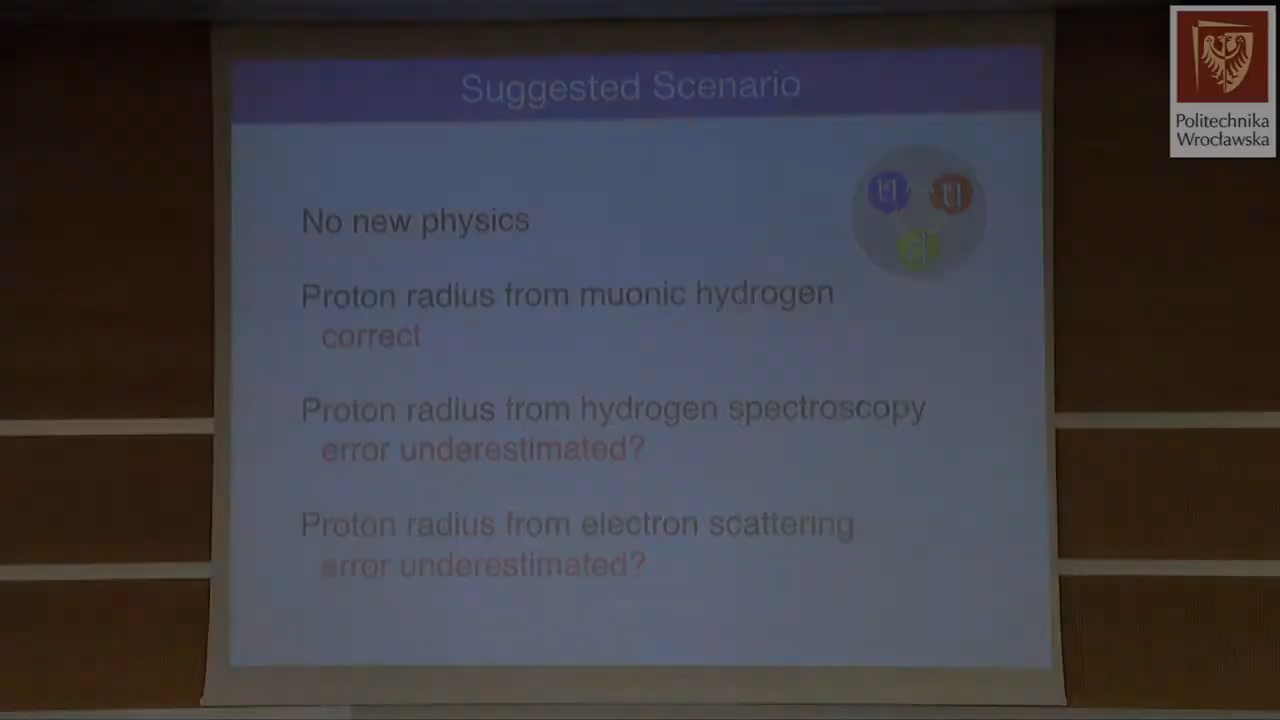 Suggested Scenario
Politechnika
Wrocławska
u
u
d
No new physics
Proton radius from muonic hydrogen
correct
Proton radius from hydrogen spectroscopy
error underestimated?
Proton radius from electron scattering
error underestimated?